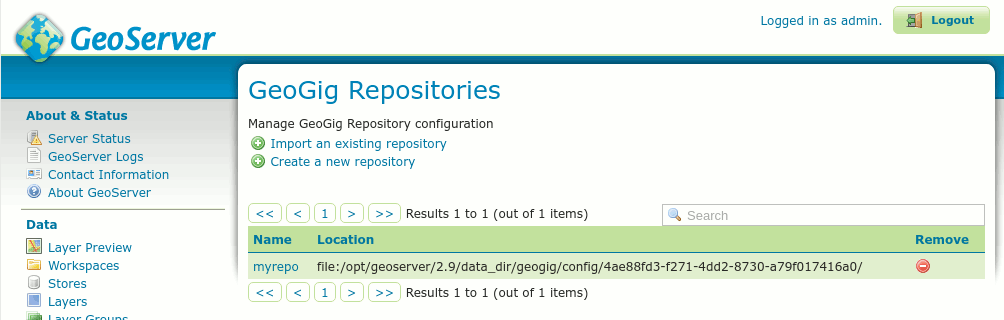 GeoServer
Logged in as admin. Logout
GeoGig Repositories
Manage GeoGig Repository configuration
Import an existing repository
Create a new repository
About & Status
Server Status
GeoServer Logs
Contact Information
About GeoServer
Data
Layer Preview
Workspaces
Stores
Layers
Layer Groups
<< < 1 > >> Results 1 to 1 (out of 1 items) Search
Name Location Remove
myrepo file:/opt/geoserver/2.9/data_dir/geogig/config/4ae88fd3-f271-4dd2-8730-a79f017416a0/
<< < 1 > >> Results 1 to 1 (out of 1 items)